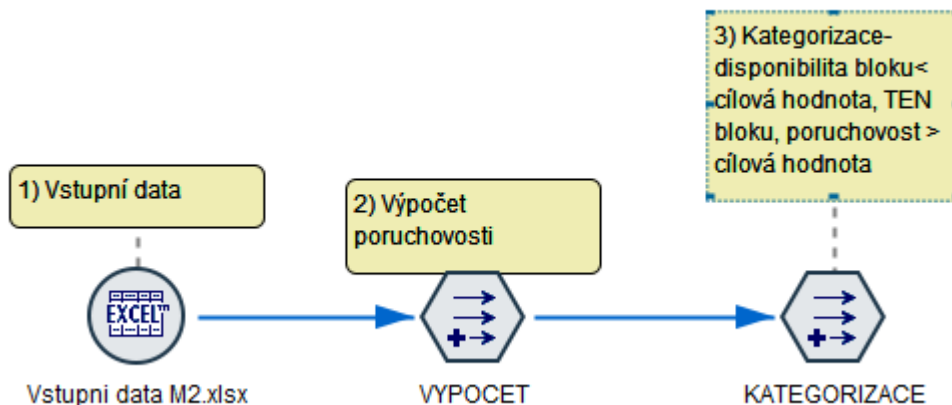 3) Kategorizace-
disponibilita bloku<
cílová hodnota, TEN
bloku, poruchovost >
cílová hodnota
1) Vstupní data
2) Výpočet
poruchovosti
EXCEL™
Vstupni data M2.xlsx
VYPOCET
KATEGORIZACE